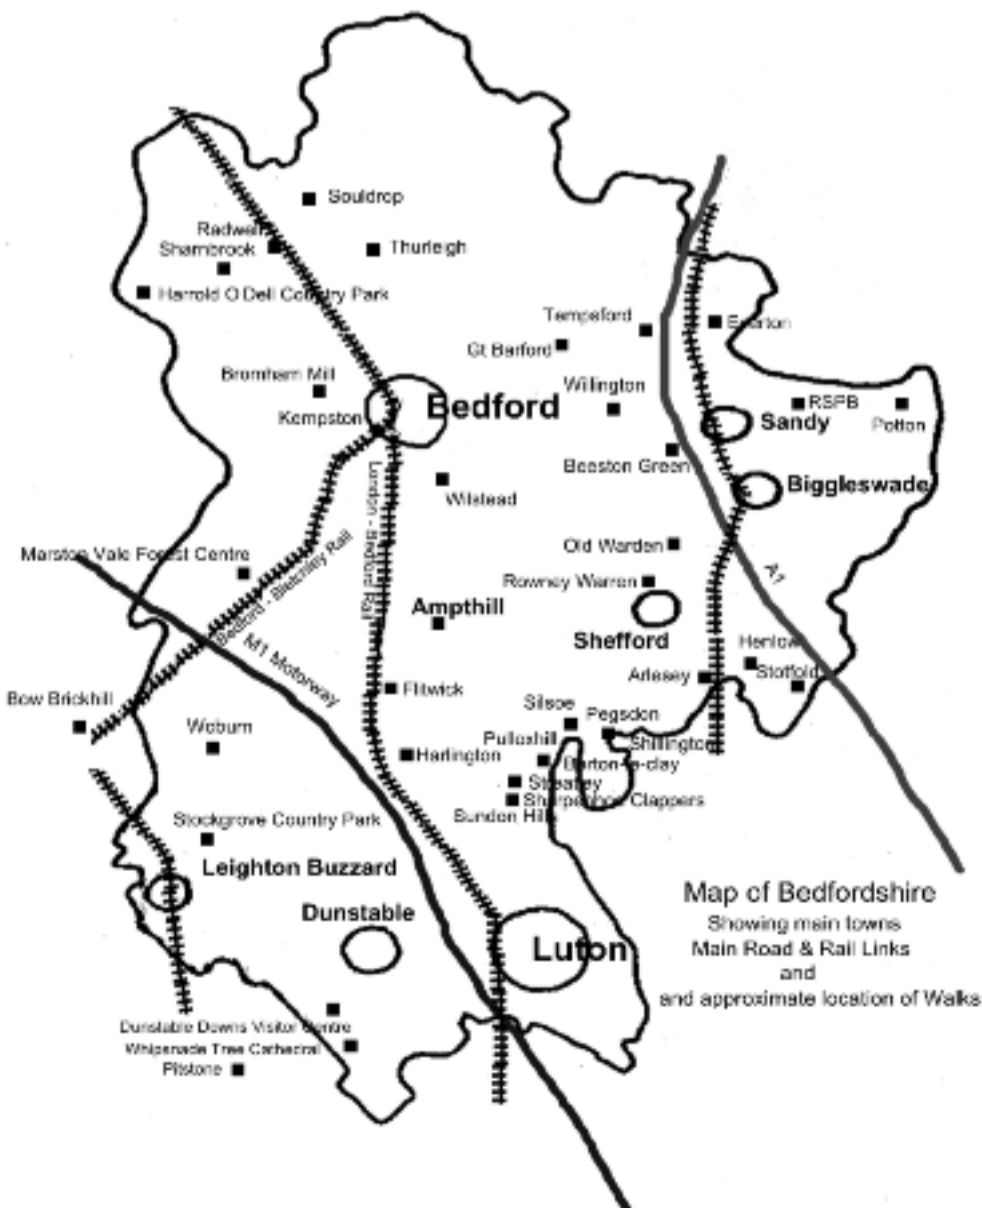 Souldrop
Radwell
Sharnbrook
Thurleigh
Harrold O'Dell Country Park
Tempsford
Everton
Gt Barford
Bromham Mill
Willington
Kempston
Bedford
RSPB
Sandy
Potton
Beeston Green
Wilstead
Biggleswade
London - Bedford Rail
Marston Vale Forest Centre
Bedford - Bletchley Rail
Old Warden
A1
Rowney Warren
Ampthill
Shefford
M1 Motorway
Henlow
Stotfold
Arlesey
Flitwick
Bow Brickhill
Silsoe
Pegsdon
Woburn
Pulloxhill
Shillington
Harlington
Barton-le-clay
Streatley
Sharpenhoe Clappers
Sundon Hills
Stockgrove Country Park
Leighton Buzzard
Dunstable
Luton
Map of Bedfordshire
Showing main towns
Main Road & Rail Links
and
and approximate location of Walks
Dunstable Downs Visitor Centre
Whipsnade Tree Cathedral
Pitstone